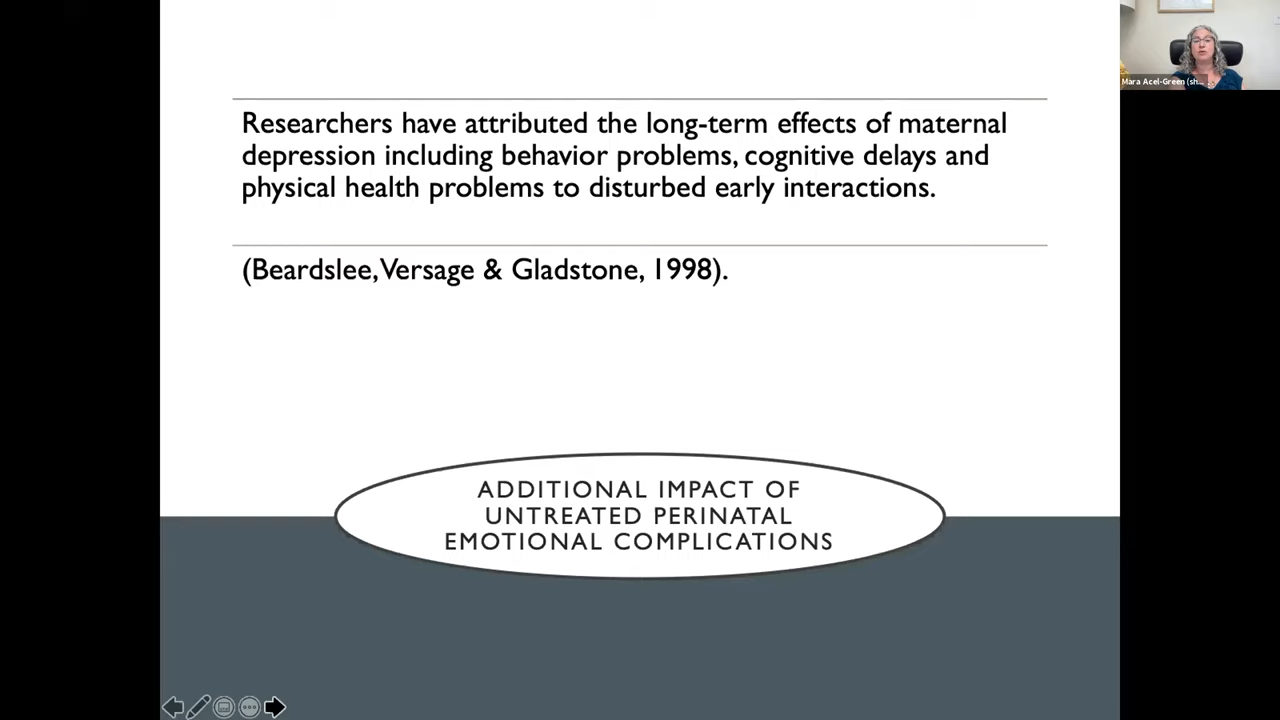 Researchers have attributed the long-term effects of maternal
depression including behavior problems, cognitive delays and
physical health problems to disturbed early interactions.
(Beardslee, Versage & Gladstone, 1998).
ADDITIONAL IMPACT OF
UNTREATED PERINATAL
EMOTIONAL COMPLICATIONS
Mara Acel-Green (sh...